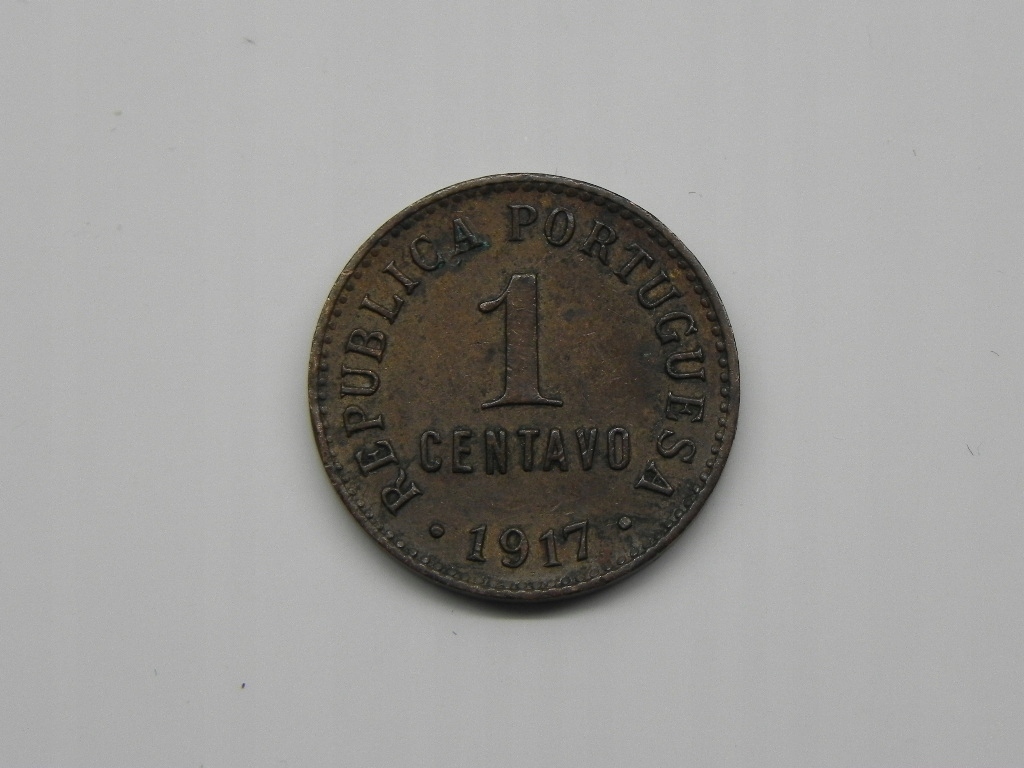 REPUBLICA PORTUGUESA
1
CENTAVO
• 1917 •